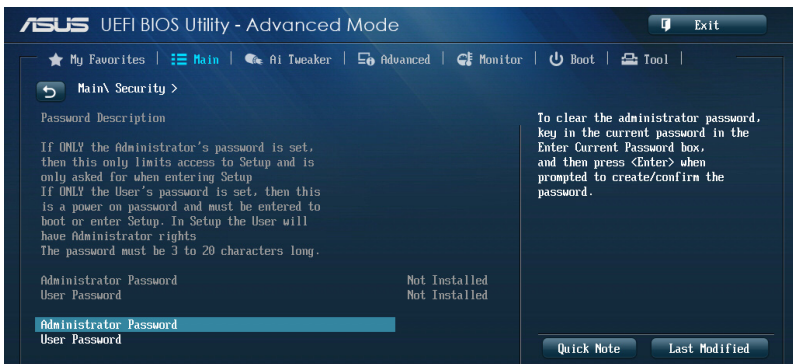 ASUS UEFI BIOS Utility - Advanced Mode
Exit
My Favorites | Main | Ai Tweaker | Advanced | Monitor | Boot | Tool |
Main\ Security >
Password Description
If ONLY the Administrator's password is set,
then this only limits access to Setup and is
only asked for when entering Setup
If ONLY the User's password is set, then this
is a power on password and must be entered to
boot or enter Setup. In Setup the User will
have Administrator rights
The password must be 3 to 20 characters long.
Administrator Password Not Installed
User Password Not Installed
Administrator Password
User Password
To clear the administrator password,
key in the current password in the
Enter Current Password box,
and then press <Enter> when
prompted to create/confirm the
password.
Quick Note
Last Modified